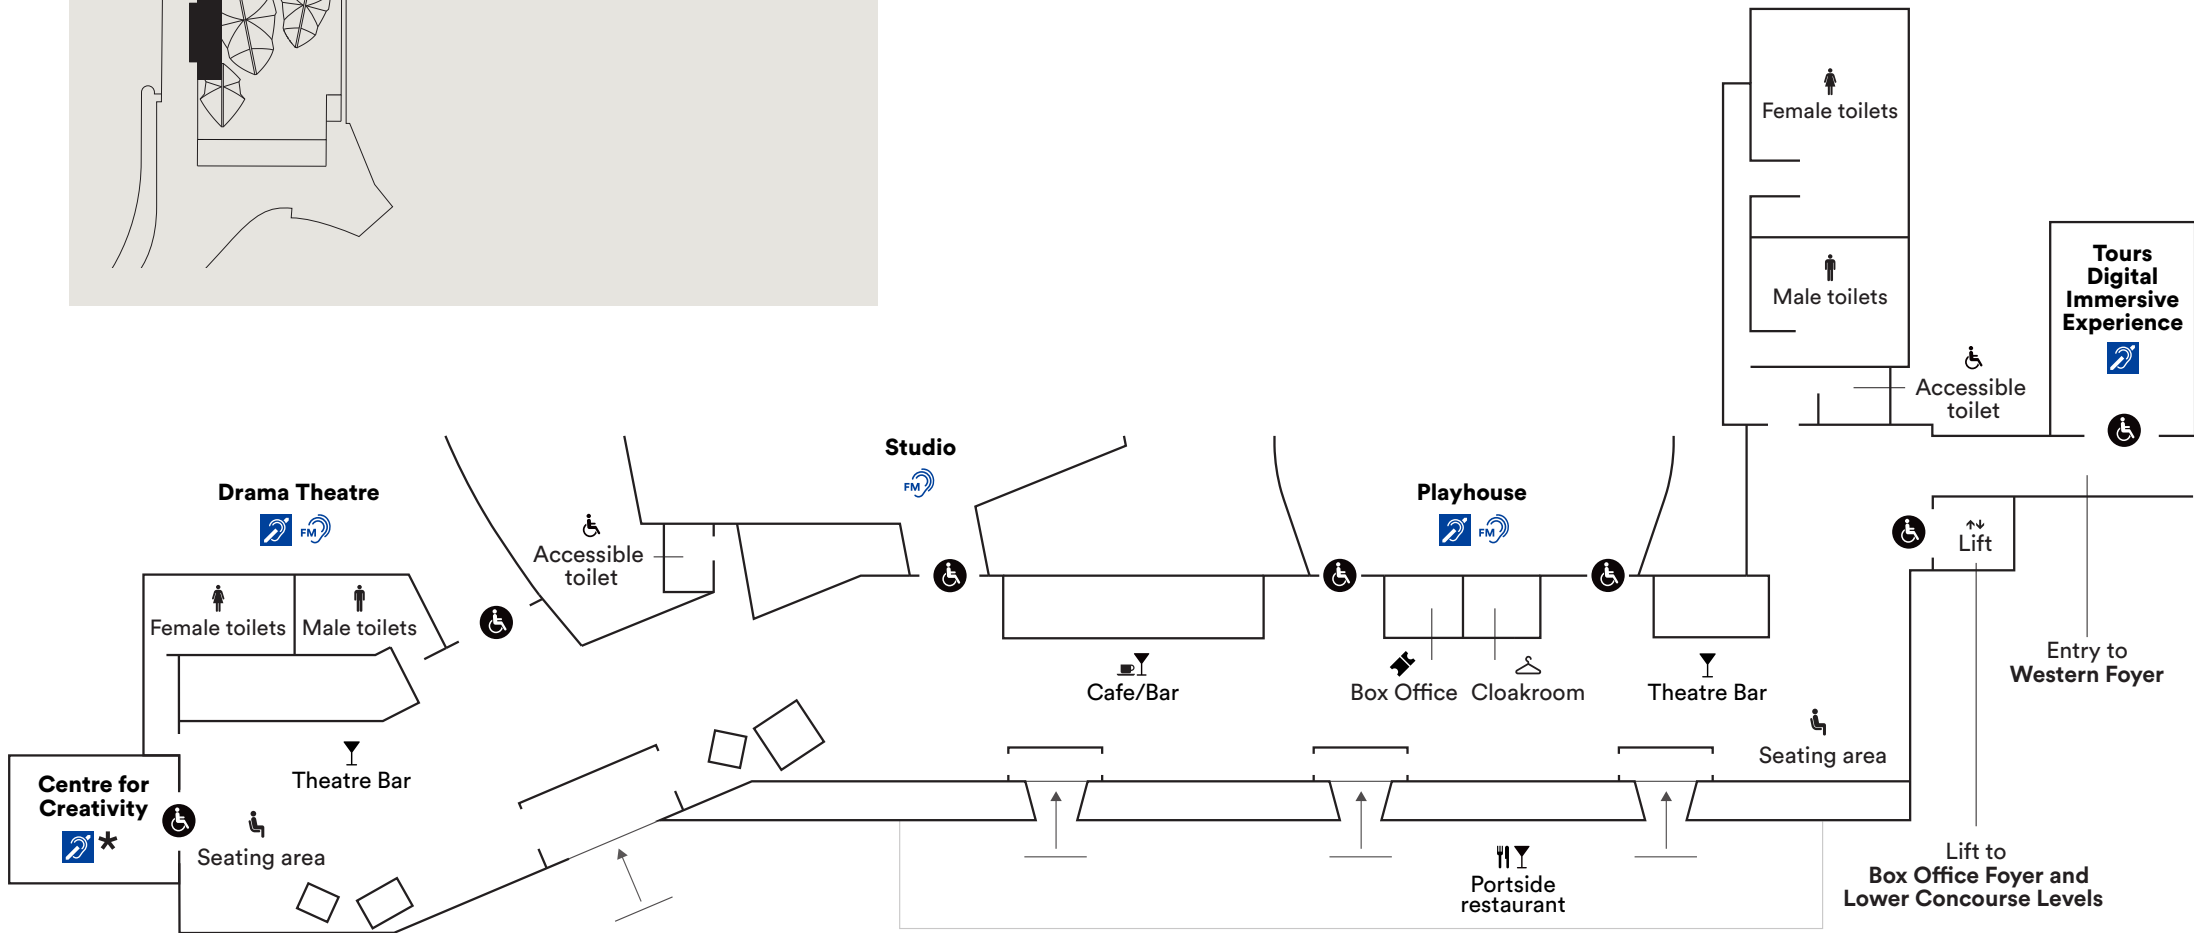 Female toilets
Male toilets
Tours
Digital
Immersive
Experience
Accessible
toilet
Studio
FM
Drama Theatre
FM
Playhouse
FM
Accessible
toilet
Lift
Female toilets
Male toilets
Entry to
Western Foyer
Cafe/Bar
Box Office
Cloakroom
Theatre Bar
Seating area
Theatre Bar
Centre for
Creativity
*
Seating area
Portside
restaurant
Lift to
Box Office Foyer and
Lower Concourse Levels